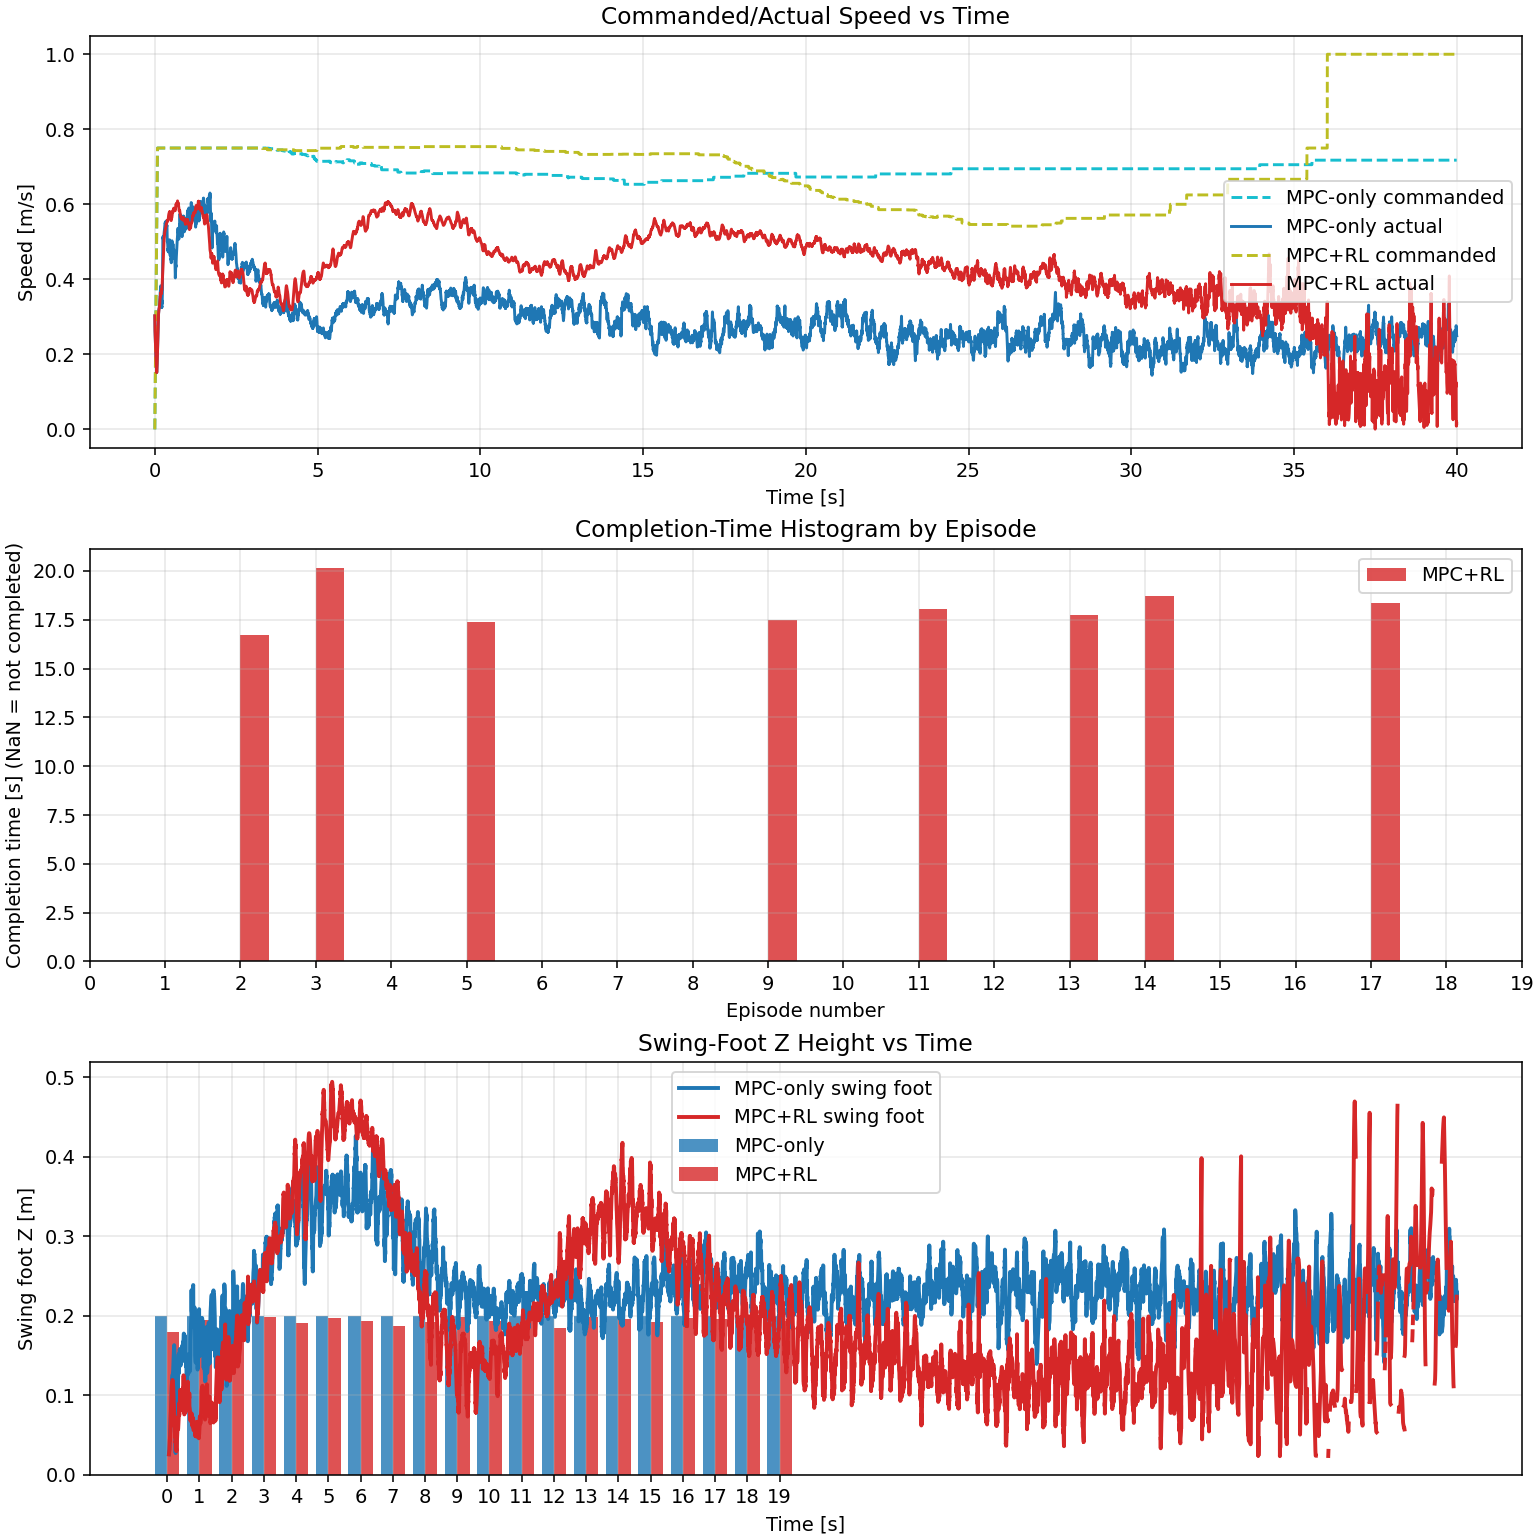 Commanded/Actual Speed vs Time
Speed [m/s]
1.0
0.8
0.6
0.4
0.2
0.0
MPC-only commanded
MPC-only actual
MPC+RL commanded
MPC+RL actual
0 5 10 15 20 25 30 35 40
Time [s]
Completion-Time Histogram by Episode
Completion time [s] (NaN = not completed)
20.0
17.5
15.0
12.5
10.0
7.5
5.0
2.5
0.0
MPC+RL
0 1 2 3 4 5 6 7 8 9 10 11 12 13 14 15 16 17 18 19
Episode number
Swing-Foot Z Height vs Time
Swing foot Z [m]
0.5
0.4
0.3
0.2
0.1
0.0
MPC-only swing foot
MPC+RL swing foot
MPC-only
MPC+RL
0 1 2 3 4 5 6 7 8 9 10 11 12 13 14 15 16 17 18 19
Time [s]